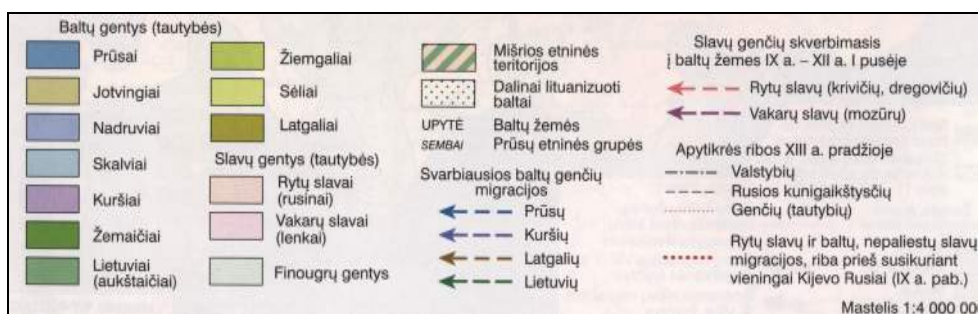 Baltų gentys (tautybės)
Prūsai
Jotvingiai
Nadruviai
Skalviai
Kuršiai
Žemaičiai
Lietuviai
(aukštaičiai)
Žiemgaliai
Sėliai
Latgaliai
Slavų gentys (tautybės)
Rytų slavai
(rusinai)
Vakarų slavai
(lenkai)
Finougrų gentys
Mišrios etninės
teritorijos
Dalinai lituanizuoti
baltai
UPYTĖ Baltų žemės
SEMBAI Prūsų etninės grupės
Svarbiausios baltų genčių
migracijos
Prūsų
Kuršių
Latgalių
Lietuvių
Slavų genčių skverbimasis
į baltų žemes IX a. – XII a. I pusėje
Rytų slavų (krivičių, dregovičių)
Vakarų slavų (mozūrų)
Apytikrės ribos XIII a. pradžioje
Valstybių
Rusios kunigaikštysčių
Genčių (tautybių)
Rytų slavų ir baltų, nepaliestų slavų
migracijos, riba prieš susikuriant
vieningai Kijevo Rusiai (IX a. pab.)
Mastelis 1:4 000 00